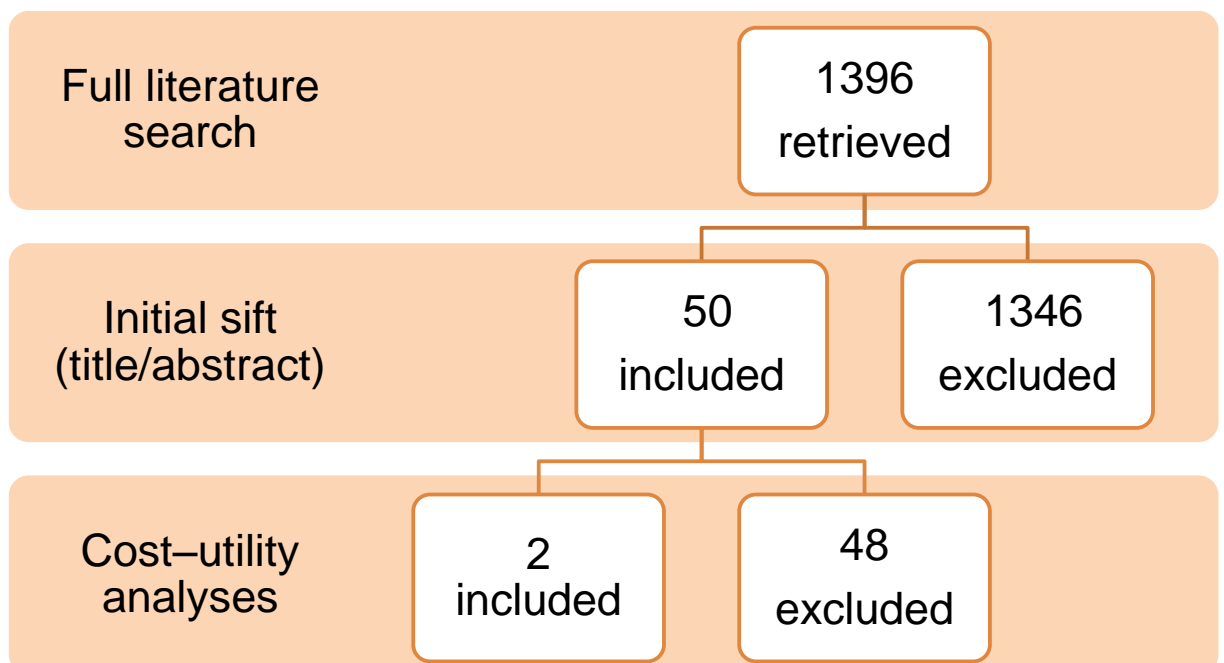 Full literature
search
1396
retrieved
Initial sift
(title/abstract)
50
included
1346
excluded
Cost–utility
analyses
2
included
48
excluded